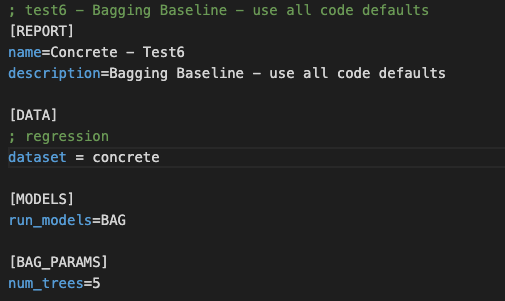 ; test6 - Bagging Baseline - use all code defaults
[REPORT]
name=Concrete - Test6
description=Bagging Baseline - use all code defaults
[DATA]
; regression
dataset = concrete
[MODELS]
run_models=BAG
[BAG_PARAMS]
num_trees=5